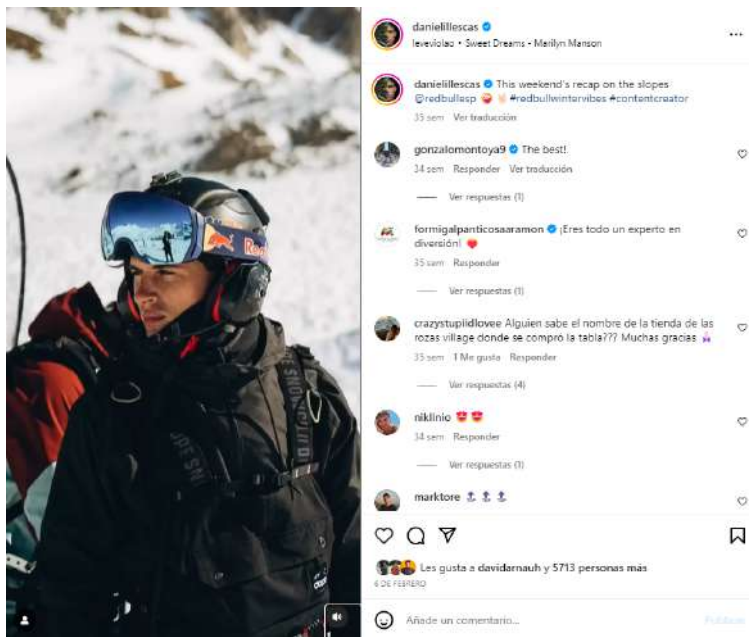 danielillescas
leveviolao • Sweet Dreams - Marilyn Manson
danielillescas This weekend's recap on the slopes
@redbullesp #redbullwintervibes #contentcreator
35 sem Ver traducción
gonzalomontoya9 The best!
34 sem Responder Ver traducción
Ver respuestas (1)
formigalpanticosaaramon ¡Eres todo un experto en
diversión!
35 sem Responder
Ver respuestas (1)
crazystupiidlovee Alguien sabe el nombre de la tienda de las
rozas village donde se compró la tabla??? Muchas gracias
35 sem 1 Me gusta Responder
Ver respuestas (4)
niklinio
34 sem Responder
Ver respuestas (1)
marktore
Les gusta a davidarnauh y 5713 personas más
6 DE FEBRERO
Añade un comentario...
Publicar
Red